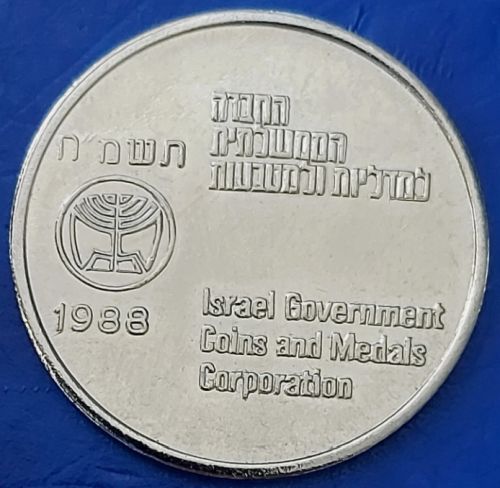 החברה
הממשלתית
למדליות ולמטבעות
תשמ״ח
1988
Israel Government
Coins and Medals
Corporation